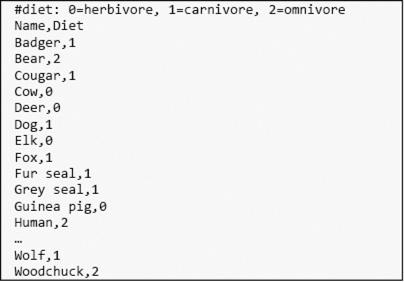 #diet: 0=herbivore, 1=carnivore, 2=omnivore
Name,Diet
Badger,1
Bear,2
Cougar,1
Cow,0
Deer,0
Dog,1
Elk,0
Fox,1
Fur seal,1
Grey seal,1
Guinea pig,0
Human,2
…
Wolf,1
Woodchuck,2